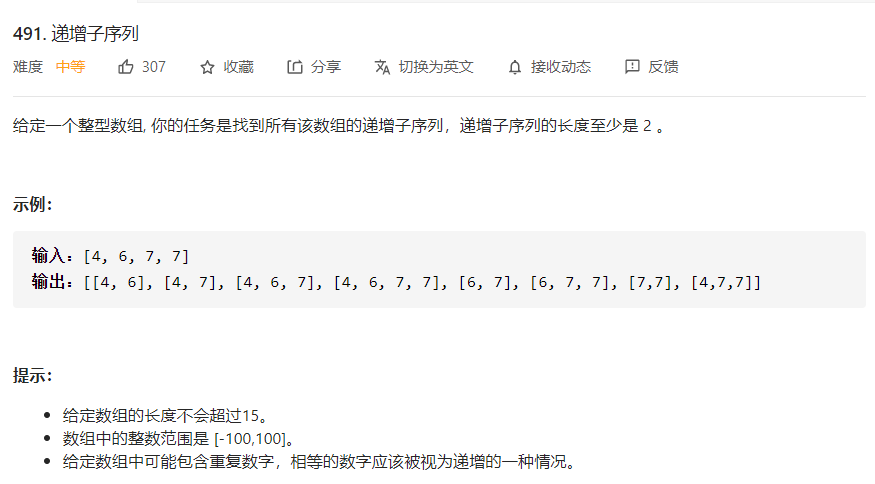 491. 递增子序列
难度 中等 307 收藏 分享 切换为英文 接收动态 反馈
给定一个整型数组, 你的任务是找到所有该数组的递增子序列，递增子序列的长度至少是 2 。
示例：
输入：[4, 6, 7, 7]
输出：[[4, 6], [4, 7], [4, 6, 7], [4, 6, 7, 7], [6, 7], [6, 7, 7], [7,7], [4,7,7]]
提示：
给定数组的长度不会超过15。
数组中的整数范围是 [-100,100]。
给定数组中可能包含重复数字，相等的数字应该被视为递增的一种情况。